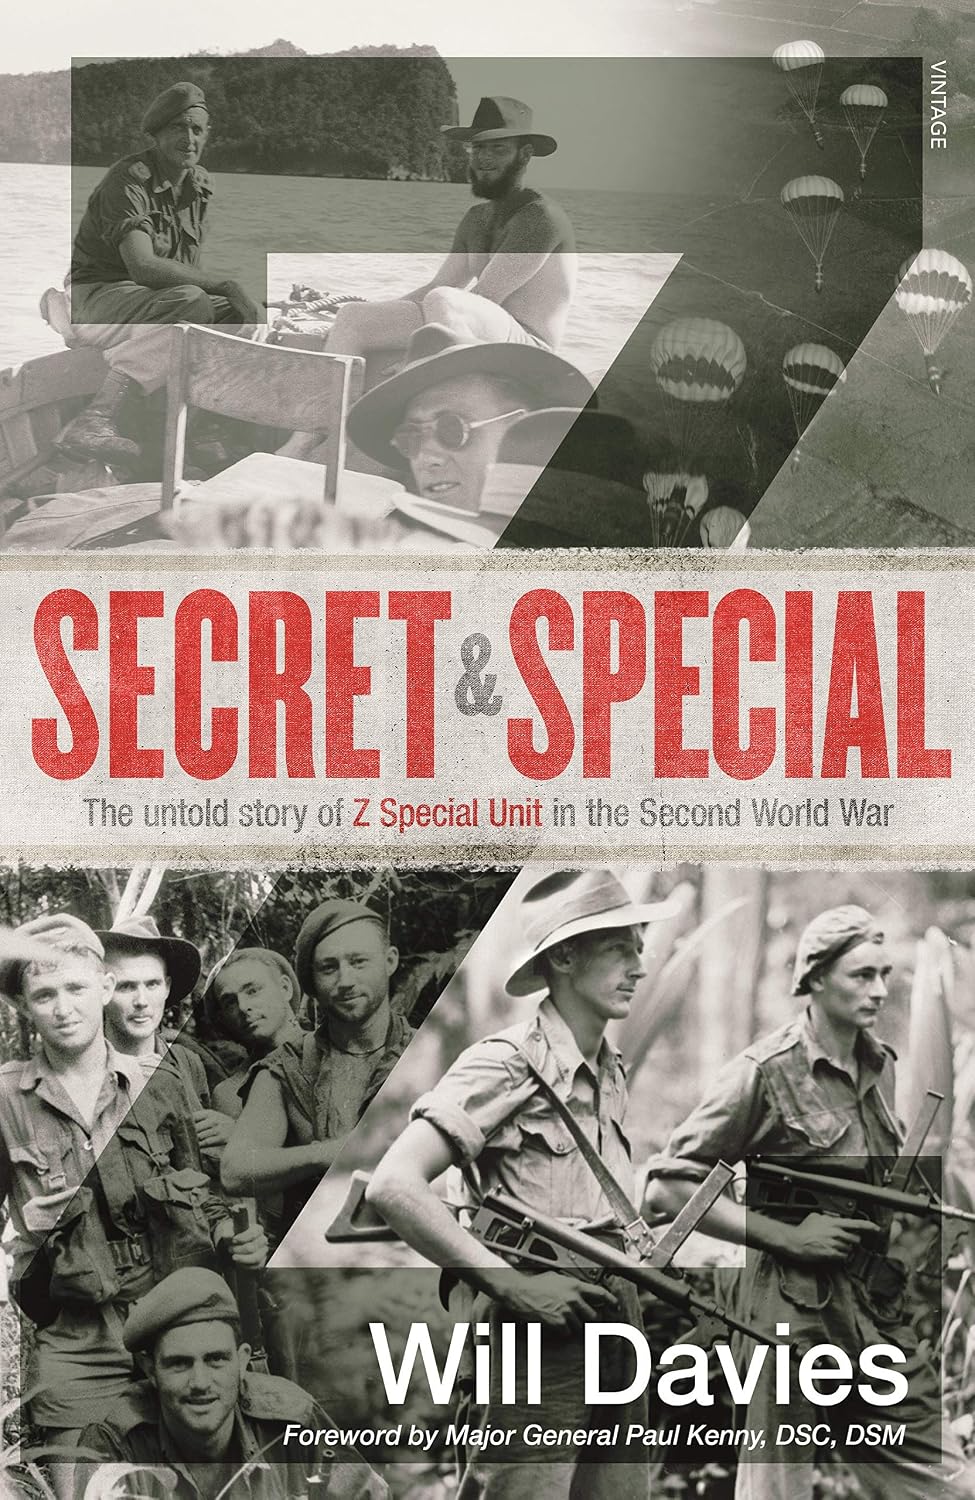 VINTAGE
SECRET & SPECIAL
The untold story of Z Special Unit in the Second World War
Will Davies
Foreword by Major General Paul Kenny, DSC, DSM